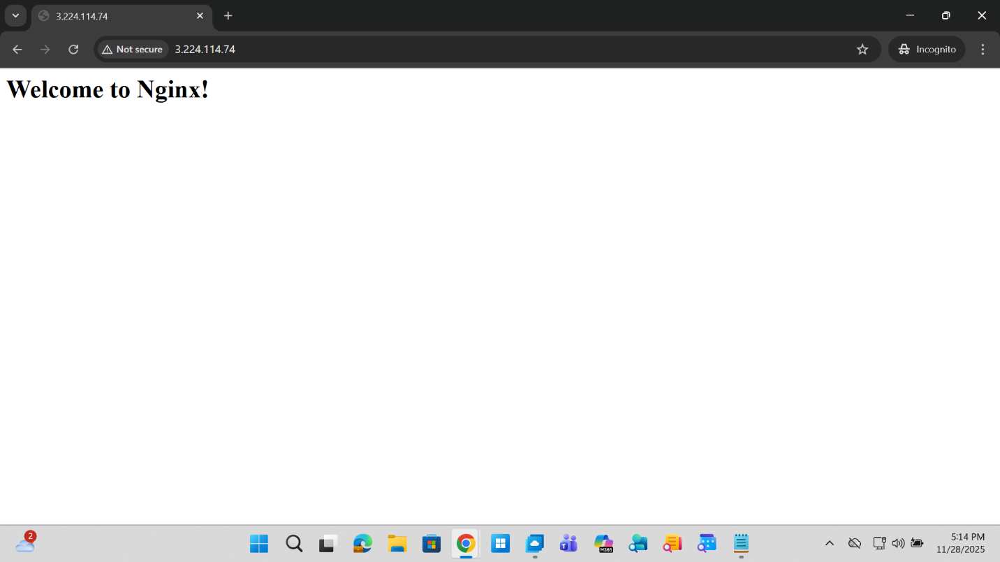 3.224.114.74
Not secure
3.224.114.74
Incognito
Welcome to Nginx!
2
T
M365
5:14 PM
11/28/2025